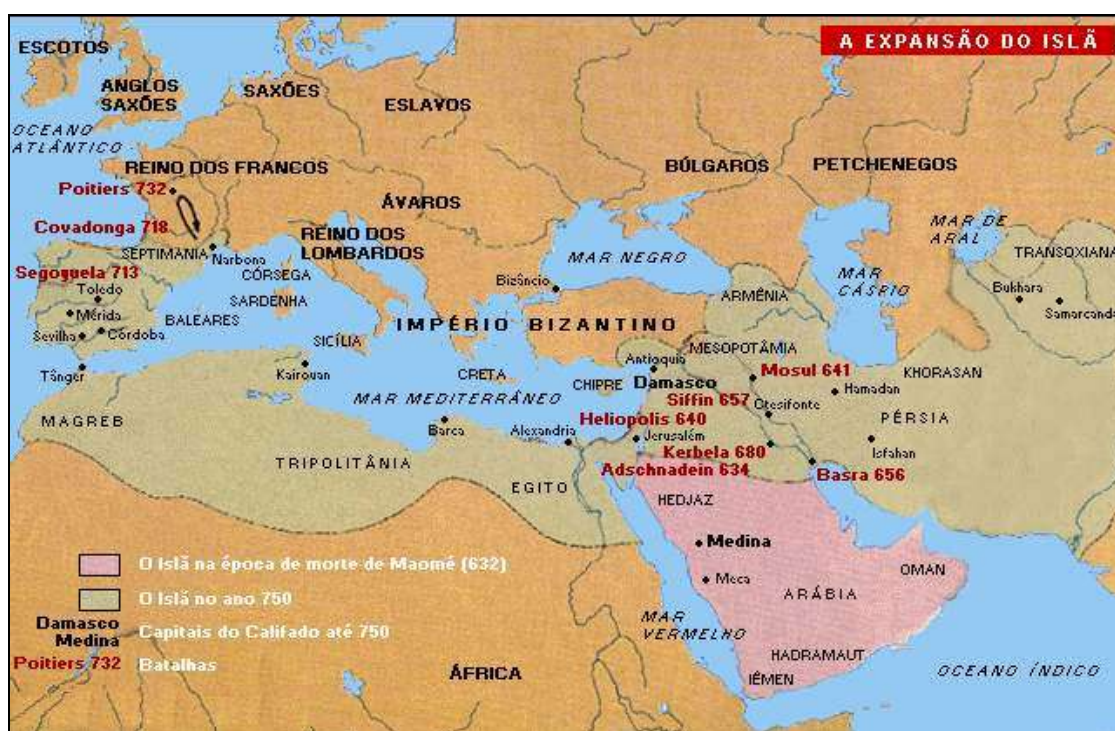 A EXPANSÃO DO ISLÃ
ESCOTOS
ANGLOS
SAXÕES
SAXÕES
ESLAVOS
OCEANO
ATLÂNTICO
REINO DOS FRANCOS
BÚLGAROS
PETCHENEGOS
Poitiers 732
ÁVAROS
Covadonga 718
REINO DOS
LOMBARDOS
MAR DE
ARAL
SEPTIMANIA
Narbona
MAR NEGRO
TRANSOXIANA
Segoguela 713
CÓRSEGA
Bizâncio
MAR
CÁSPIO
Bukhara
Toledo
SARDENHA
ARMÊNIA
Samarcanda
Mérida
BALEARES
IMPÉRIO BIZANTINO
Sevilha
Córdoba
SICÍLIA
MESOPOTÂMIA
Antioquia
Tânger
Kairouan
CRETA
CHIPRE
Damasco
Mosul 641
KHORASAN
MAR MEDITERRÂNEO
Siffin 657
Hamadan
Ctesifonte
MAGREB
Barca
Alexandria
Heliopolis 640
PÉRSIA
Jerusalém
Kerbela 680
Isfahan
TRIPOLITÂNIA
Adschnadein 634
Basra 656
EGITO
HEDJAZ
Medina
O Islã na época de morte de Maomé (632)
Meca
OMAN
ARÁBIA
O Islã no ano 750
Damasco
Medina
Capitais do Califado até 750
MAR
VERMELHO
HADRAMAUT
Poitiers 732
Batalhas
ÁFRICA
IÊMEN
OCEANO ÍNDICO